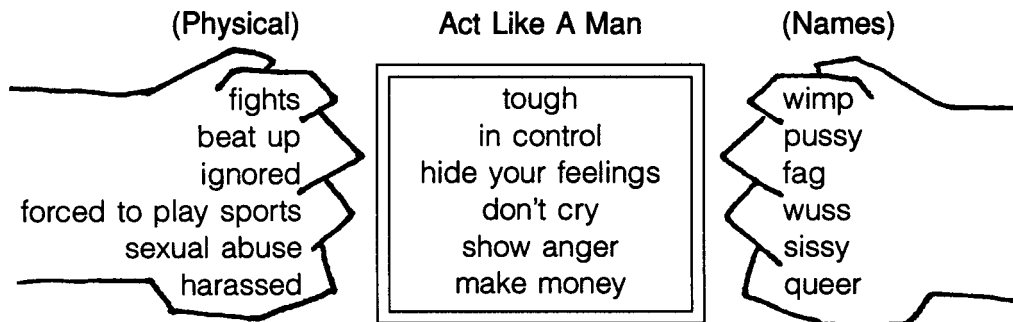 (Physical) Act Like A Man (Names)
fights tough wimp
beat up in control pussy
ignored hide your feelings fag
forced to play sports don't cry wuss
sexual abuse show anger sissy
harassed make money queer